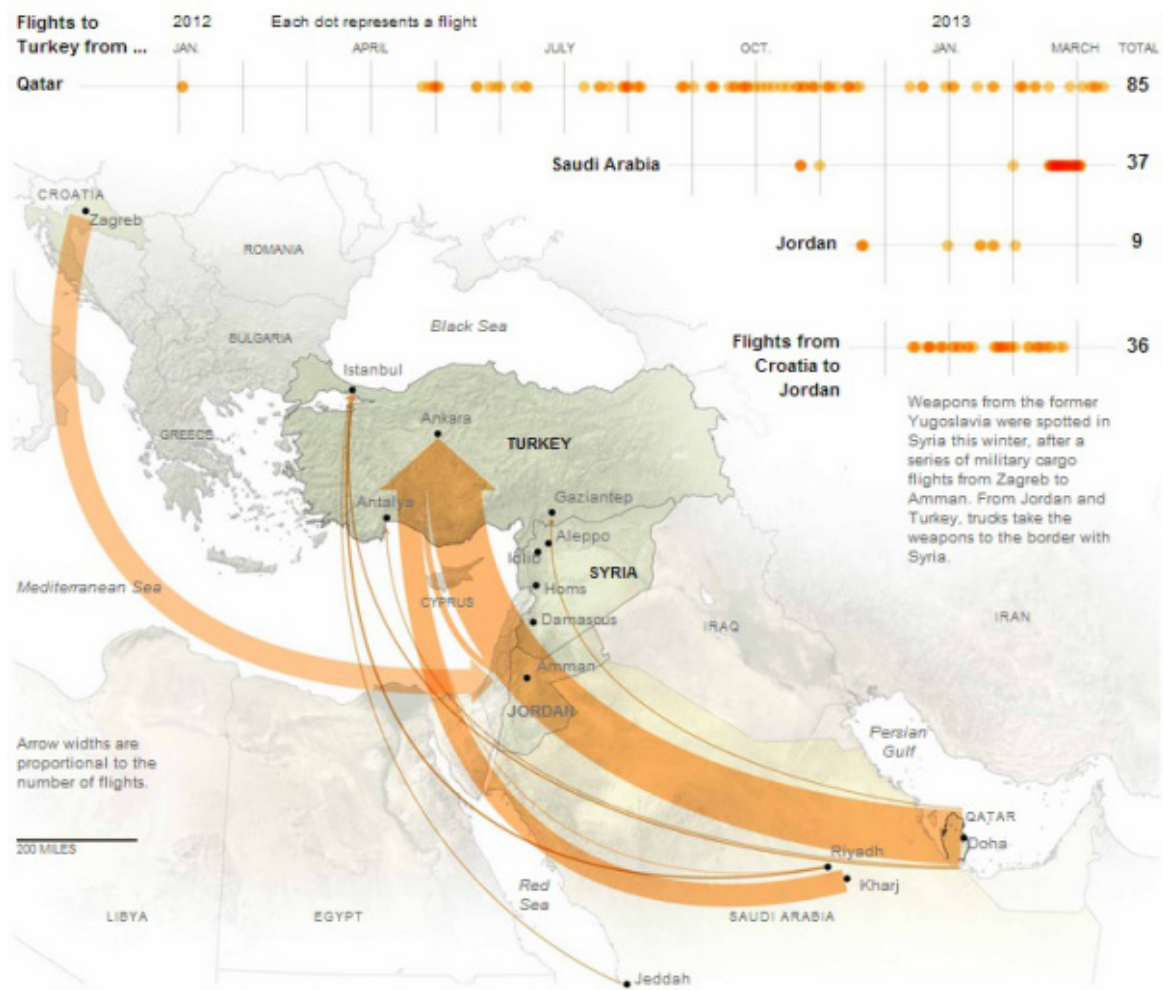 Flights to
Turkey from ...
2012
Each dot represents a flight
2013
JAN.
APRIL
JULY
OCT.
JAN.
MARCH
TOTAL
Qatar
85
Saudi Arabia
37
Jordan
9
Flights from
Croatia to
Jordan
36
Weapons from the former
Yugoslavia were spotted in
Syria this winter, after a
series of military cargo
flights from Zagreb to
Amman. From Jordan and
Turkey, trucks take the
weapons to the border with
Syria.
CROATIA
Zagreb
ROMANIA
BULGARIA
Black Sea
Istanbul
Ankara
GREECE
TURKEY
Antalya
Gaziantep
Aleppo
Idlib
SYRIA
Mediterranean Sea
CYPRUS
Homs
Damascus
IRAQ
IRAN
Amman
JORDAN
Arrow widths are
proportional to the
number of flights.
Persian
Gulf
200 MILES
QATAR
Doha
Riyadh
Kharj
Red
Sea
LIBYA
EGYPT
SAUDI ARABIA
Jeddah